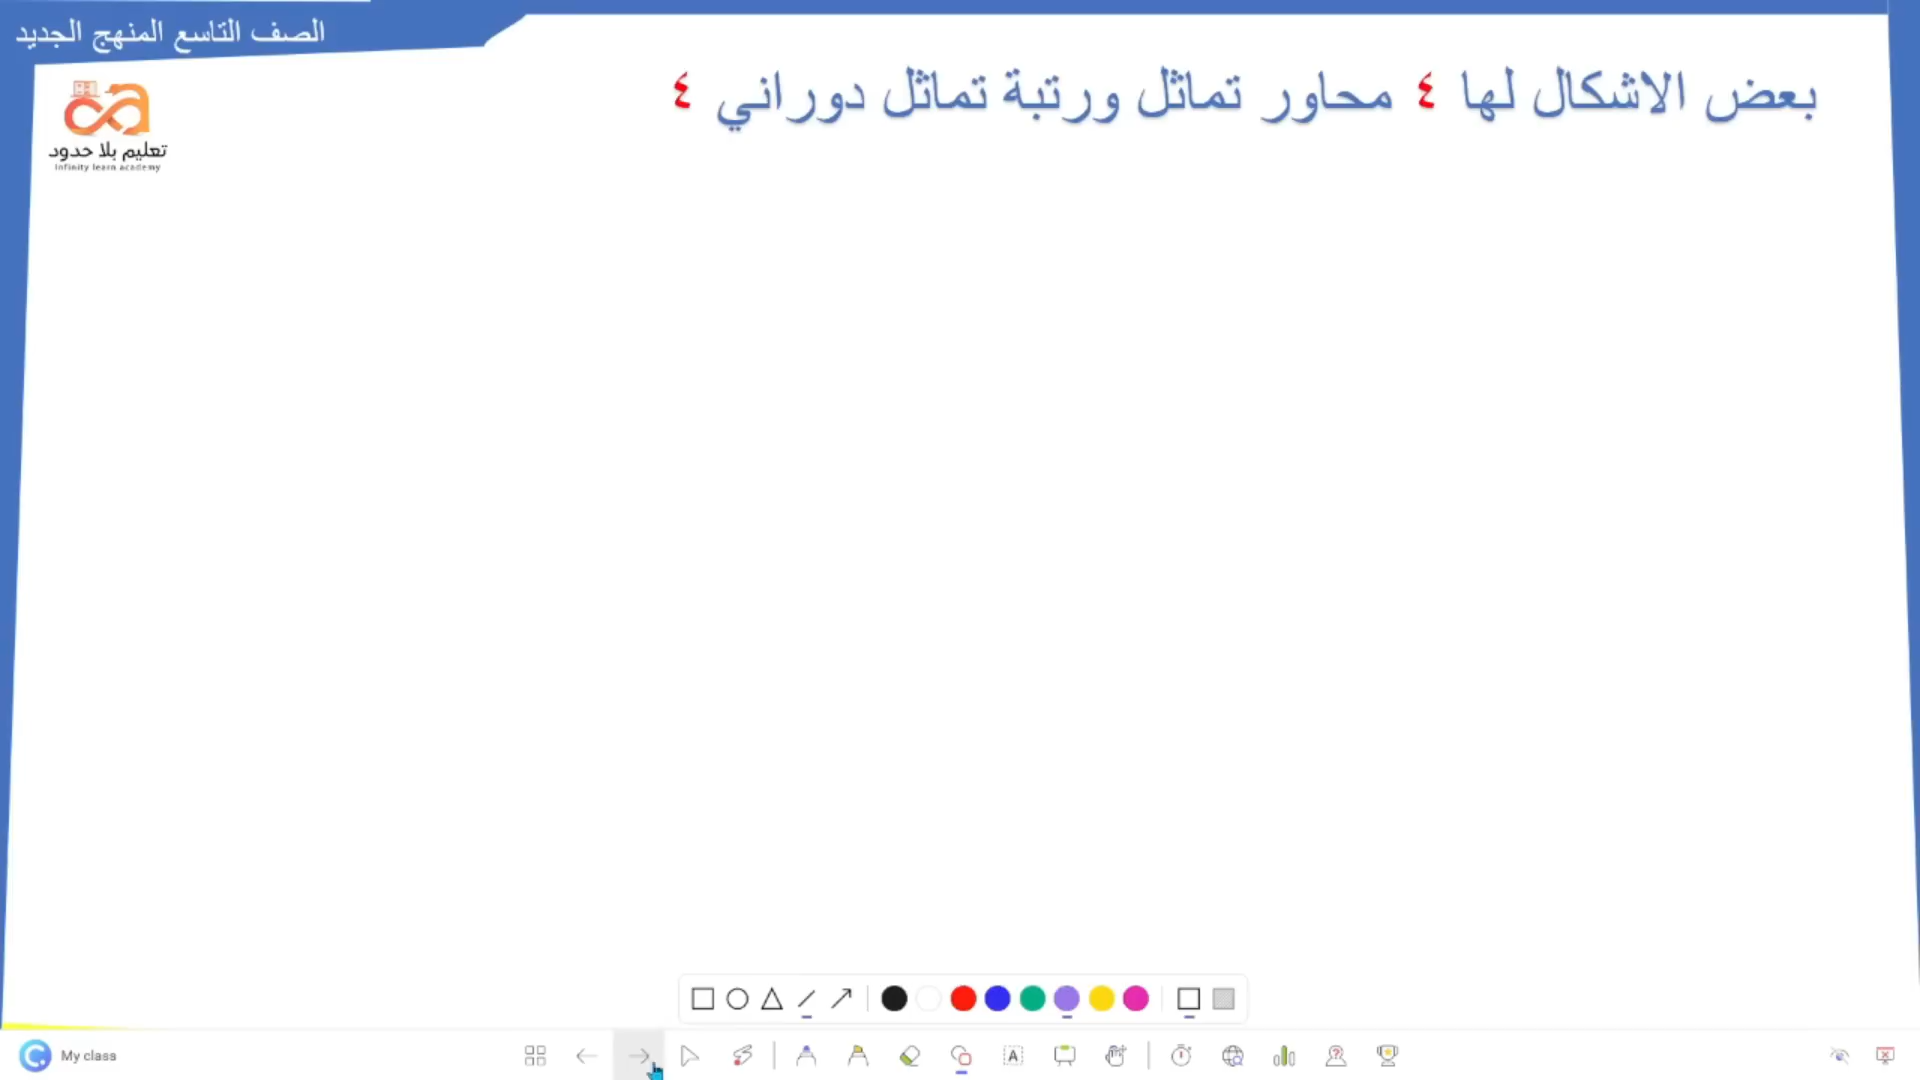 الصف التاسع المنهج الجديد
بعض الاشكال لها ٤ محاور تماثل ورتبة تماثل دوراني ٤
تعليم بلا حدود
Infinity learn academy
My class